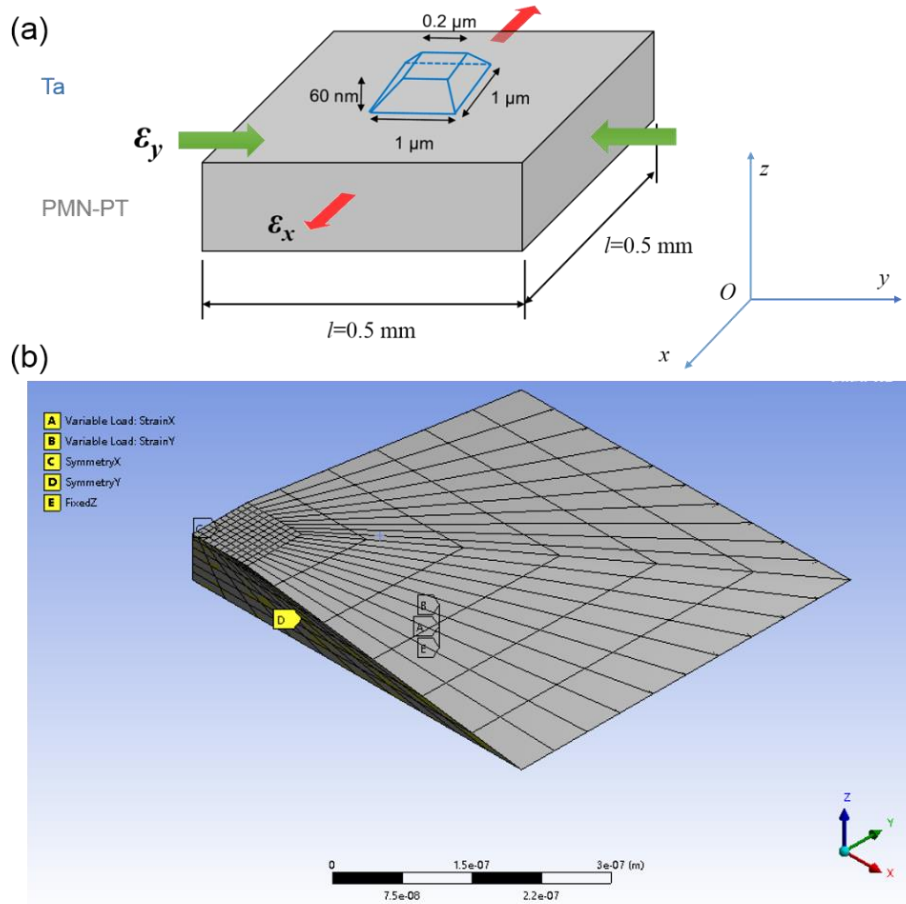 (a)
0.2 μm
Ta
60 nm
1 μm
1 μm
εy
PMN-PT
εx
z
l=0.5 mm
O
y
l=0.5 mm
x
(b)
A Variable Load: StrainX
B Variable Load: StrainY
C SymmetryX
D SymmetryY
E FixedZ
C
D
B
A
E
Z
Y
X
0 1.5e-07 3e-07 (m)
7.5e-08 2.2e-07